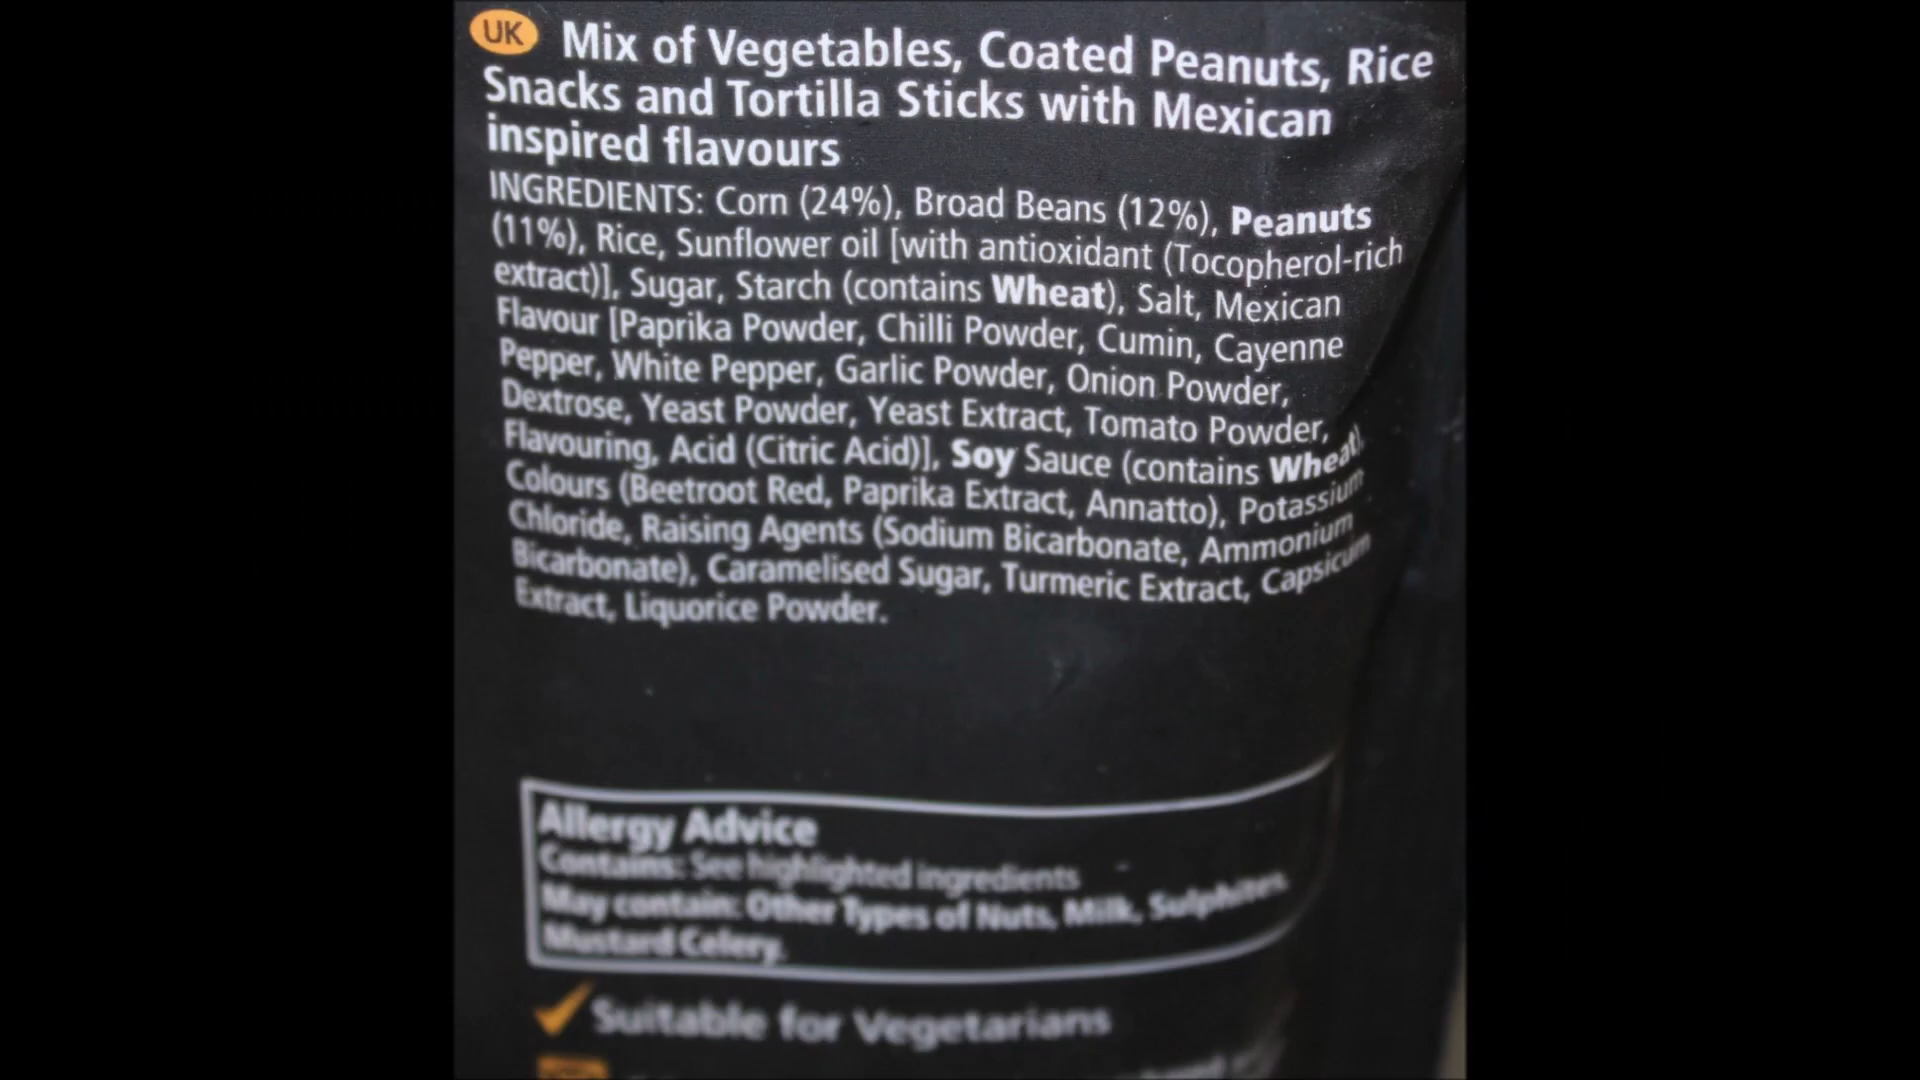 UK Mix of Vegetables, Coated Peanuts, Rice
Snacks and Tortilla Sticks with Mexican
inspired flavours
INGREDIENTS: Corn (24%), Broad Beans (12%), Peanuts
(11%), Rice, Sunflower oil [with antioxidant (Tocopherol-rich
extract)], Sugar, Starch (contains Wheat), Salt, Mexican
Flavour [Paprika Powder, Chilli Powder, Cumin, Cayenne
Pepper, White Pepper, Garlic Powder, Onion Powder,
Dextrose, Yeast Powder, Yeast Extract, Tomato Powder,
Flavouring, Acid (Citric Acid)], Soy Sauce (contains Wheat),
Colours (Beetroot Red, Paprika Extract, Annatto), Potassium
Chloride, Raising Agents (Sodium Bicarbonate, Ammonium
Bicarbonate), Caramelised Sugar, Turmeric Extract, Capsicum
Extract, Liquorice Powder.
Allergy Advice
Contains: See highlighted ingredients
May contain: Other Types of Nuts, Milk, Sulphites,
Mustard Celery.
Suitable for Vegetarians